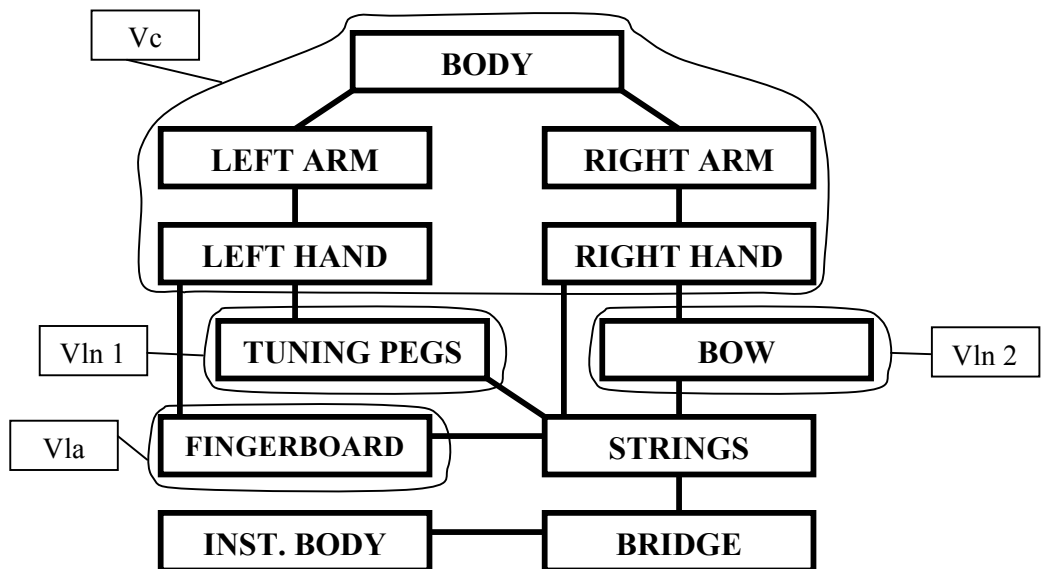 Vc
BODY
LEFT ARM
RIGHT ARM
LEFT HAND
RIGHT HAND
Vln 1
TUNING PEGS
BOW
Vln 2
Vla
FINGERBOARD
STRINGS
INST. BODY
BRIDGE